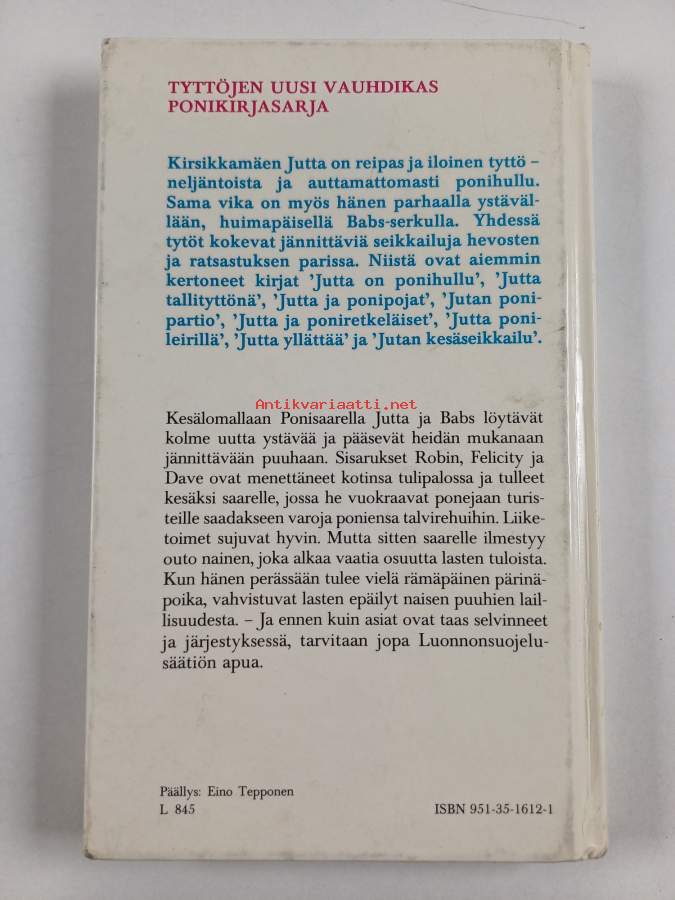 TYTTÖJEN UUSI VAUHDIKAS
PONIKIRJASARJA
Kirsikkamäen Jutta on reipas ja iloinen tyttö –
neljäntoista ja auttamattomasti ponihullu.
Sama vika on myös hänen parhaalla ystäväl-
lään, huimapäisellä Babs-serkulla. Yhdessä
tytöt kokevat jännittäviä seikkailuja hevosten
ja ratsastuksen parissa. Niistä ovat aiemmin
kertoneet kirjat 'Jutta on ponihullu', 'Jutta
tallityttönä', 'Jutta ja ponipojat', 'Jutan poni-
partio', 'Jutta ja poniretkeläiset', 'Jutta poni-
leirillä', 'Jutta yllättää' ja 'Jutan kesäseikkailu'.
Antikvariaatti.net
Kesälomallaan Ponisaarella Jutta ja Babs löytävät
kolme uutta ystävää ja pääsevät heidän mukanaan
jännittävään puuhaan. Sisarukset Robin, Felicity ja
Dave ovat menettäneet kotinsa tulipalossa ja tulleet
kesäksi saarelle, jossa he vuokraavat ponejaan turis-
teille saadakseen varoja poniensa talvirehuihin. Liike-
toimet sujuvat hyvin. Mutta sitten saarelle ilmestyy
outo nainen, joka alkaa vaatia osuutta lasten tuloista.
Kun hänen perässään tulee vielä rämäpäinen pärinä-
poika, vahvistuvat lasten epäilyt naisen puuhien lail-
lisuudesta. – Ja ennen kuin asiat ovat taas selvinneet
ja järjestyksessä, tarvitaan jopa Luonnonsuojelu-
säätiön apua.
Päällys: Eino Tepponen
L 845
ISBN 951-35-1612-1